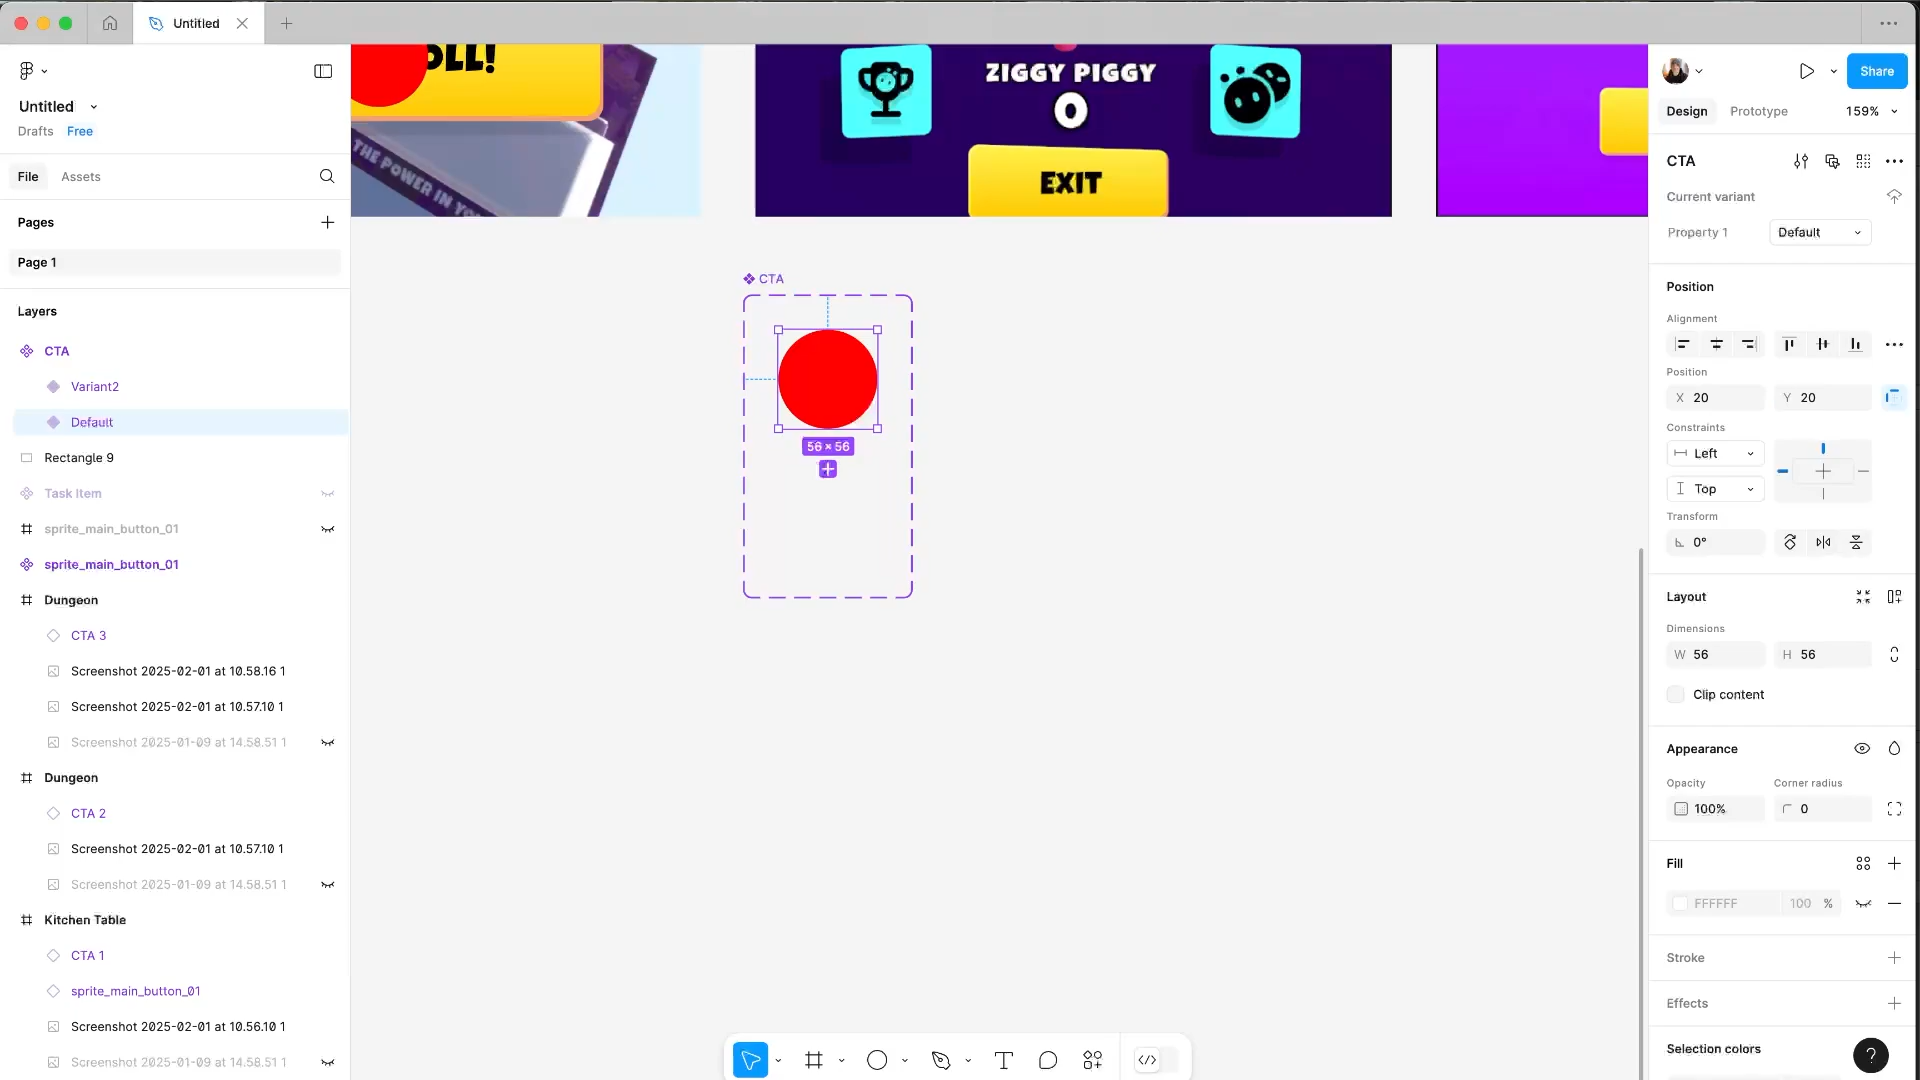 Untitled
Untitled
Share
Drafts
Free
Design
Prototype
159%
File
Assets
Pages
Page 1
Layers
CTA
Variant2
Default
Rectangle 9
Task Item
sprite_main_button_01
sprite_main_button_01
Dungeon
CTA 3
Screenshot 2025-02-01 at 10.58.16 1
Screenshot 2025-02-01 at 10.57.10 1
Screenshot 2025-01-09 at 14.58.51 1
Dungeon
CTA 2
Screenshot 2025-02-01 at 10.57.10 1
Screenshot 2025-01-09 at 14.58.51 1
Kitchen Table
CTA 1
sprite_main_button_01
Screenshot 2025-02-01 at 10.56.10 1
Screenshot 2025-01-09 at 14.58.51 1
OLL!
THE POWER IN YO
ZIGGY PIGGY
0
EXIT
CTA
56 × 56
CTA
Current variant
Property 1
Default
Position
Alignment
Position
X 20
Y 20
Constraints
Left
Top
Transform
0°
Layout
Dimensions
W 56
H 56
Clip content
Appearance
Opacity
Corner radius
100%
0
Fill
FFFFFF
100 %
Stroke
Effects
Selection colors
?